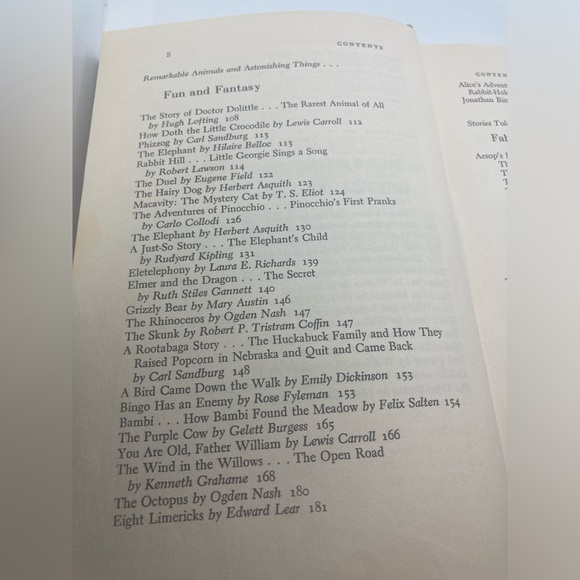 8 CONTENTS
Remarkable Animals and Astonishing Things . . .
Fun and Fantasy
The Story of Doctor Dolittle . . . The Rarest Animal of All
by Hugh Lofting 108
How Doth the Little Crocodile by Lewis Carroll 112
Phizzog by Carl Sandburg 113
The Elephant by Hilaire Belloc 113
Rabbit Hill . . . Little Georgie Sings a Song
by Robert Lawson 114
The Duel by Eugene Field 122
The Hairy Dog by Herbert Asquith 123
Macavity: The Mystery Cat by T. S. Eliot 124
The Adventures of Pinocchio . . . Pinocchio's First Pranks
by Carlo Collodi 126
The Elephant by Herbert Asquith 130
A Just-So Story . . . The Elephant's Child
by Rudyard Kipling 131
Eletelephony by Laura E. Richards 139
Elmer and the Dragon . . . The Secret
by Ruth Stiles Gannett 140
Grizzly Bear by Mary Austin 146
The Rhinoceros by Ogden Nash 147
The Skunk by Robert P. Tristram Coffin 147
A Rootabaga Story . . . The Huckabuck Family and How They
Raised Popcorn in Nebraska and Quit and Came Back
by Carl Sandburg 148
A Bird Came Down the Walk by Emily Dickinson 153
Bingo Has an Enemy by Rose Fyleman 153
Bambi . . . How Bambi Found the Meadow by Felix Salten 154
The Purple Cow by Gelett Burgess 165
You Are Old, Father William by Lewis Carroll 166
The Wind in the Willows . . . The Open Road
by Kenneth Grahame 168
The Octopus by Ogden Nash 180
Eight Limericks by Edward Lear 181
CONTEN
Alice's Advent
Rabbit-Hol
Jonathan Bin
Stories Tol
Fab
Aesop's
T
T